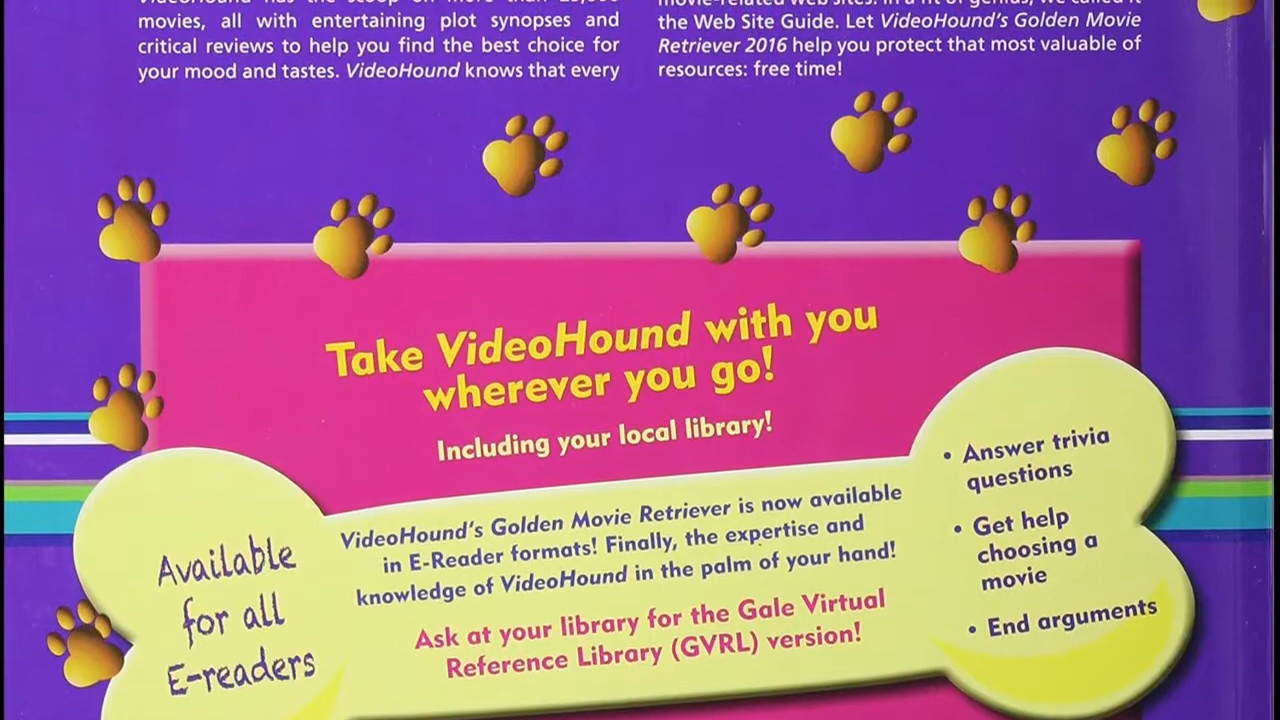 movies, all with entertaining plot synopses and
critical reviews to help you find the best choice for
your mood and tastes. VideoHound knows that every
the Web Site Guide. Let VideoHound's Golden Movie
Retriever 2016 help you protect that most valuable of
resources: free time!
Take VideoHound with you
wherever you go!
Including your local library!
Available
for all
E-readers
VideoHound's Golden Movie Retriever is now available
in E-Reader formats! Finally, the expertise and
knowledge of VideoHound in the palm of your hand!
Ask at your library for the Gale Virtual
Reference Library (GVRL) version!
• Answer trivia
questions
• Get help
choosing a
movie
• End arguments